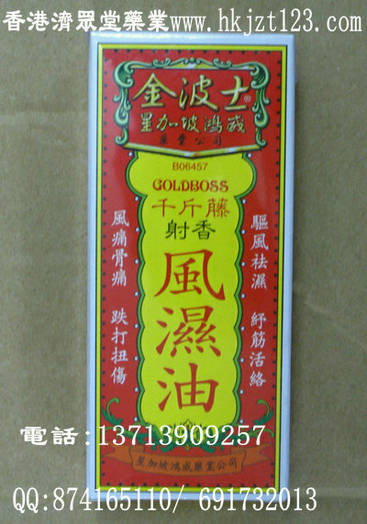 香港濟眾堂藥業www.hkjzt123.com
金波士®
星加坡鴻威
藥業公司
B06457
GOLDBOSS
千斤藤
射香
風濕油
驅風祛濕 紓筋活絡
風痛骨痛 跌打扭傷
電話:13713909257
星加坡鴻威藥業公司
QQ:874165110/ 691732013